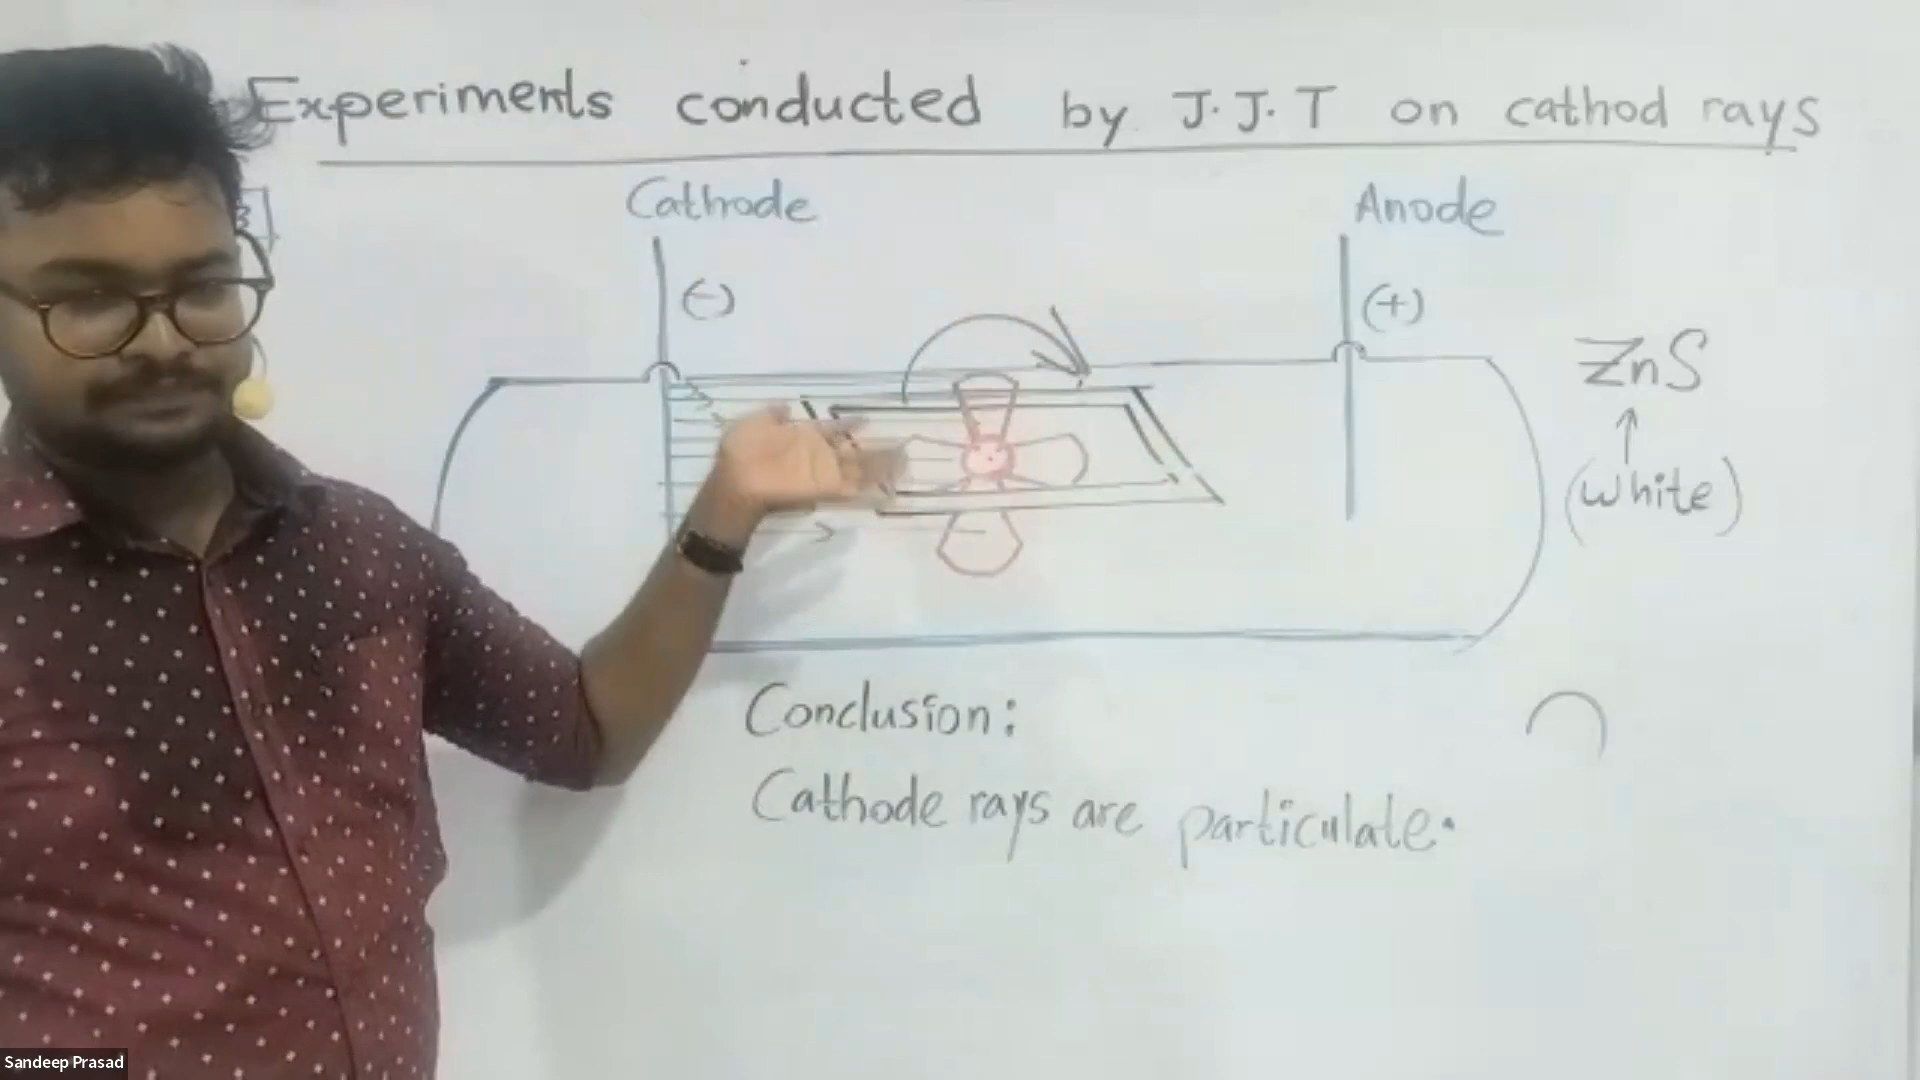 Experiments conducted by J.J.T on cathod rays
Cathode
Anode
(-)
(+)
ZnS
(white)
Conclusion:
Cathode rays are particulate.
Sandeep Prasad